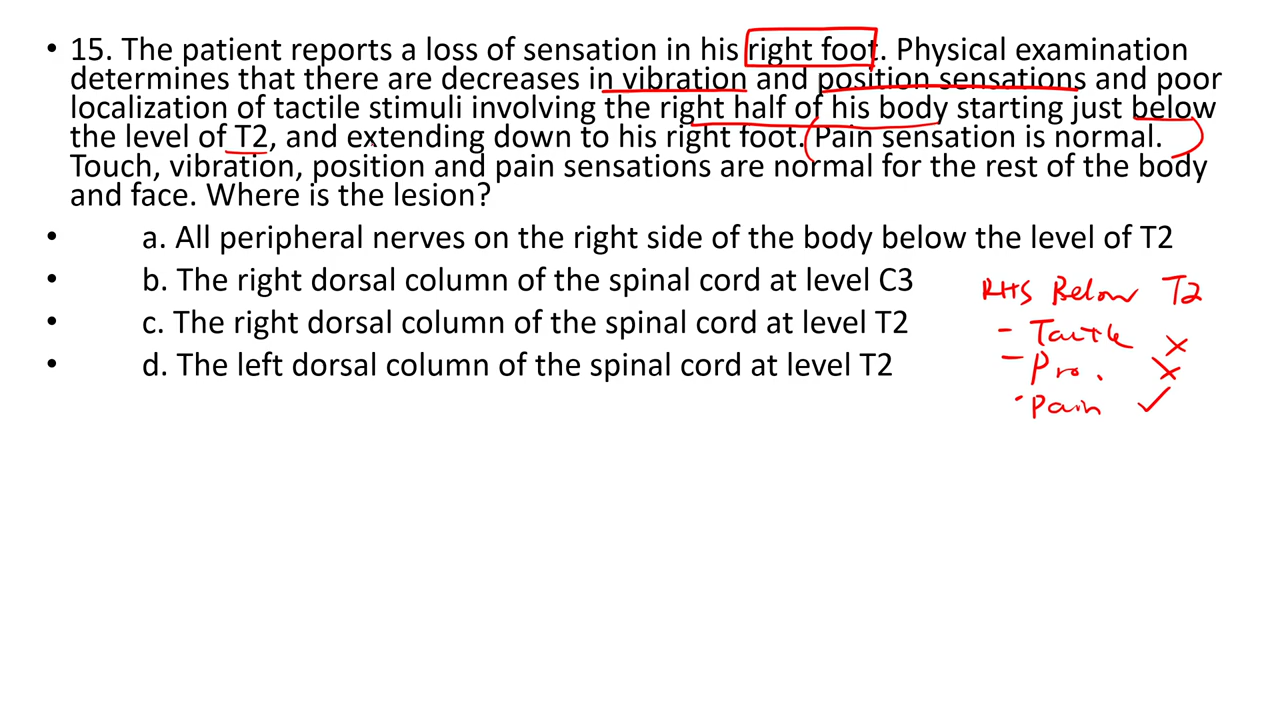 • 15. The patient reports a loss of sensation in his right foot. Physical examination
determines that there are decreases in vibration and position sensations and poor
localization of tactile stimuli involving the right half of his body starting just below
the level of T2, and extending down to his right foot. Pain sensation is normal.
Touch, vibration, position and pain sensations are normal for the rest of the body
and face. Where is the lesion?
• a. All peripheral nerves on the right side of the body below the level of T2
• b. The right dorsal column of the spinal cord at level C3
• c. The right dorsal column of the spinal cord at level T2
• d. The left dorsal column of the spinal cord at level T2
RHS Below T2
- Tactile ×
- Pro. ×
- Pain ✓